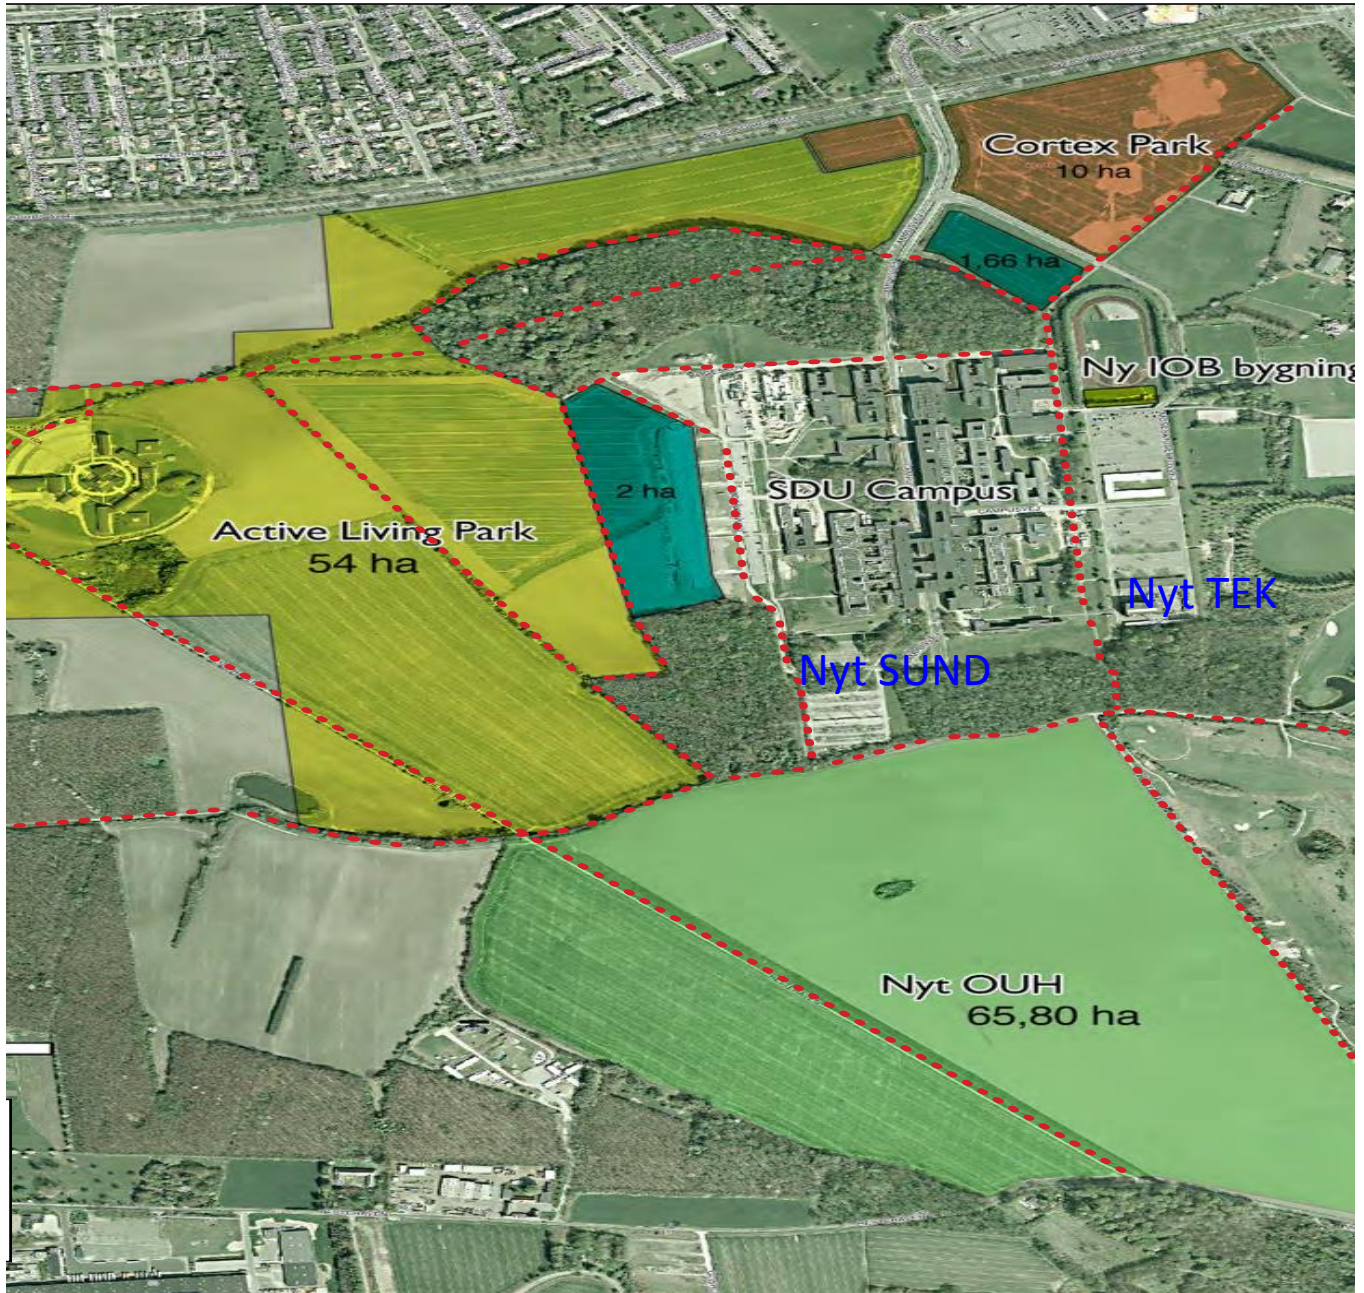 Cortex Park
10 ha
1,66 ha
Ny IOB bygning
2 ha
SDU Campus
Active Living Park
54 ha
Nyt TEK
Nyt SUND
Nyt OUH
65,80 ha